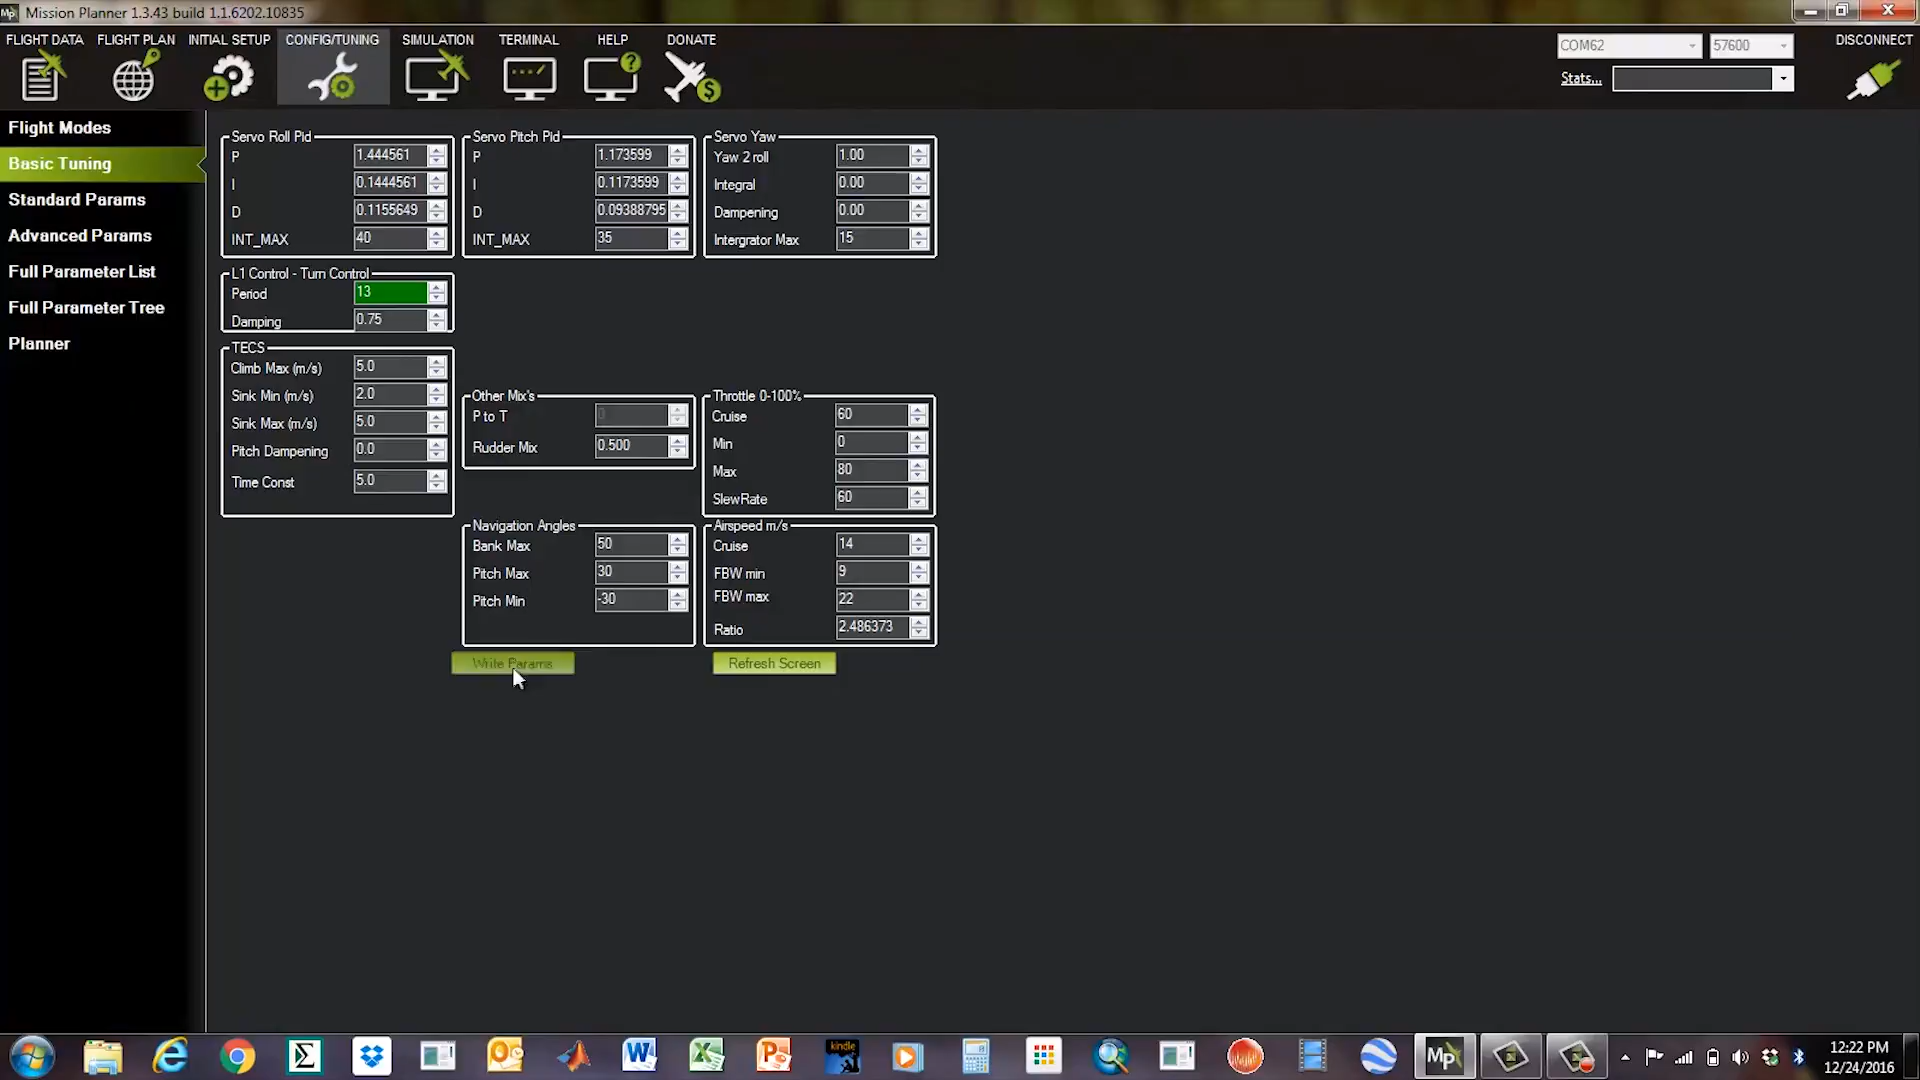 Mission Planner 1.3.43 build 1.1.6202.10835
FLIGHT DATA FLIGHT PLAN INITIAL SETUP CONFIG/TUNING SIMULATION TERMINAL HELP DONATE
COM62 57600 DISCONNECT
Stats...
Flight Modes
Basic Tuning
Standard Params
Advanced Params
Full Parameter List
Full Parameter Tree
Planner
Servo Roll Pid
P 1.444561
I 0.1444561
D 0.1155649
INT_MAX 40
Servo Pitch Pid
P 1.173599
I 0.1173599
D 0.09388795
INT_MAX 35
Servo Yaw
Yaw 2 roll 1.00
Integral 0.00
Dampening 0.00
Intergrator Max 15
L1 Control - Turn Control
Period 13
Damping 0.75
TECS
Climb Max (m/s) 5.0
Sink Min (m/s) 2.0
Sink Max (m/s) 5.0
Pitch Dampening 0.0
Time Const 5.0
Other Mix's
P to T 0
Rudder Mix 0.500
Throttle 0-100%
Cruise 60
Min 0
Max 80
SlewRate 60
Navigation Angles
Bank Max 50
Pitch Max 30
Pitch Min -30
Airspeed m/s
Cruise 14
FBW min 9
FBW max 22
Ratio 2.486373
Write Params Refresh Screen
kindle
Mp
12:22 PM
12/24/2016